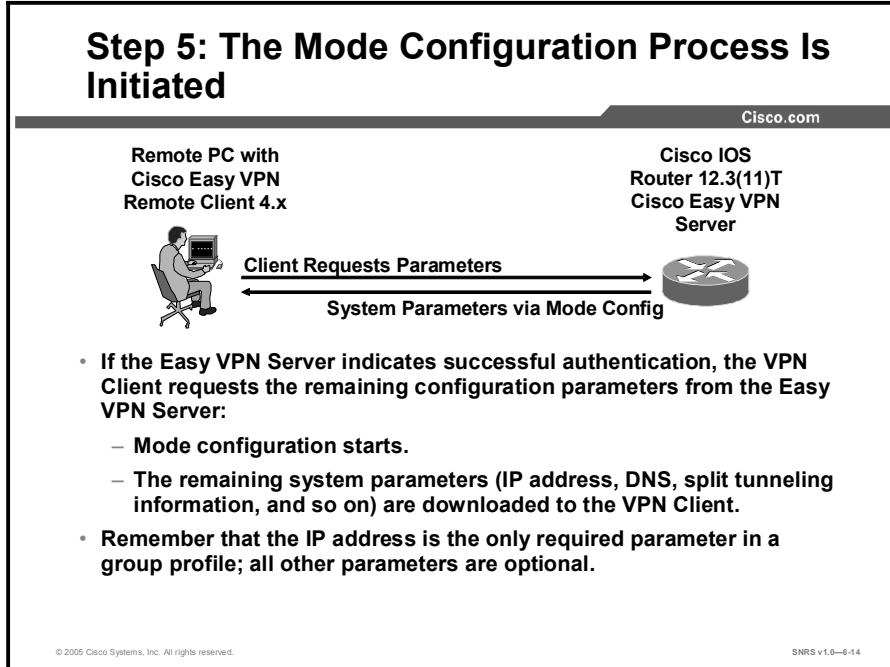 Step 5: The Mode Configuration Process Is
Initiated
Cisco.com
Remote PC with
Cisco Easy VPN
Remote Client 4.x
Cisco IOS
Router 12.3(11)T
Cisco Easy VPN
Server
Client Requests Parameters
System Parameters via Mode Config
• If the Easy VPN Server indicates successful authentication, the VPN
Client requests the remaining configuration parameters from the Easy
VPN Server:
– Mode configuration starts.
– The remaining system parameters (IP address, DNS, split tunneling
information, and so on) are downloaded to the VPN Client.
• Remember that the IP address is the only required parameter in a
group profile; all other parameters are optional.
© 2005 Cisco Systems, Inc. All rights reserved.
SNRS v1.0—6-14